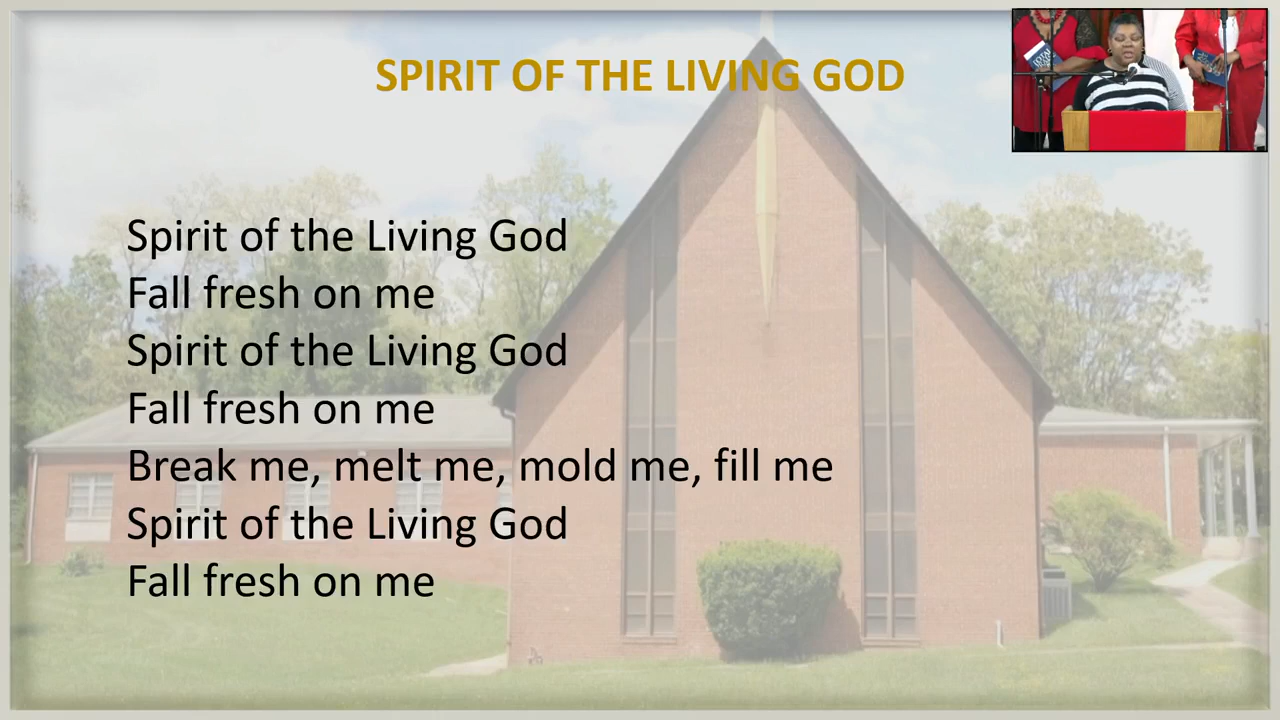 SPIRIT OF THE LIVING GOD
Spirit of the Living God
Fall fresh on me
Spirit of the Living God
Fall fresh on me
Break me, melt me, mold me, fill me
Spirit of the Living God
Fall fresh on me